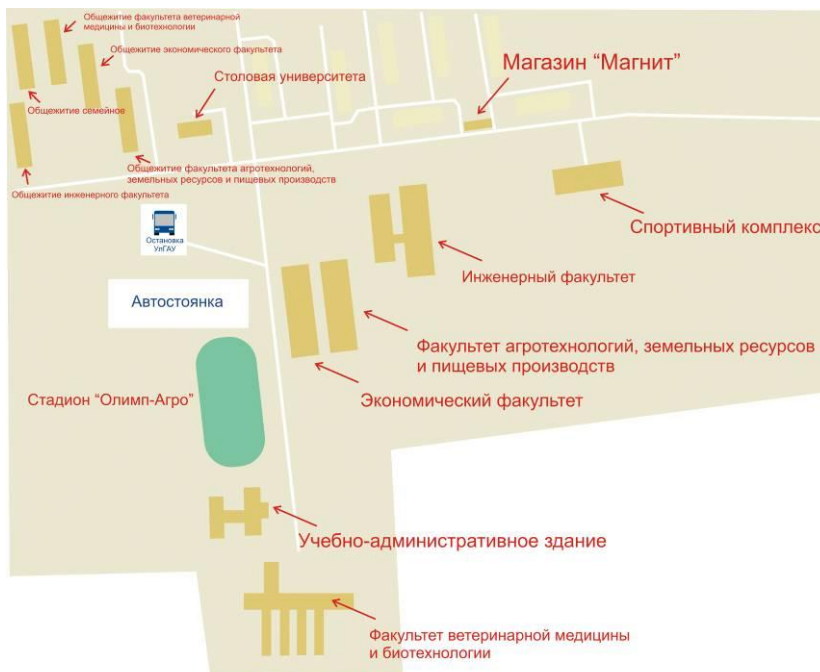 Общежитие факультета ветеринарной
медицины и биотехнологии
Общежитие экономического факультета
Столовая университета
Магазин “Магнит”
Общежитие семейное
Общежитие факультета агротехнологий,
земельных ресурсов и пищевых производств
Общежитие инженерного факультета
Остановка
УлГАУ
Спортивный комплекс
Инженерный факультет
Автостоянка
Факультет агротехнологий, земельных ресурсов
и пищевых производств
Стадион “Олимп-Агро”
Экономический факультет
Учебно-административное здание
Факультет ветеринарной медицины
и биотехнологии